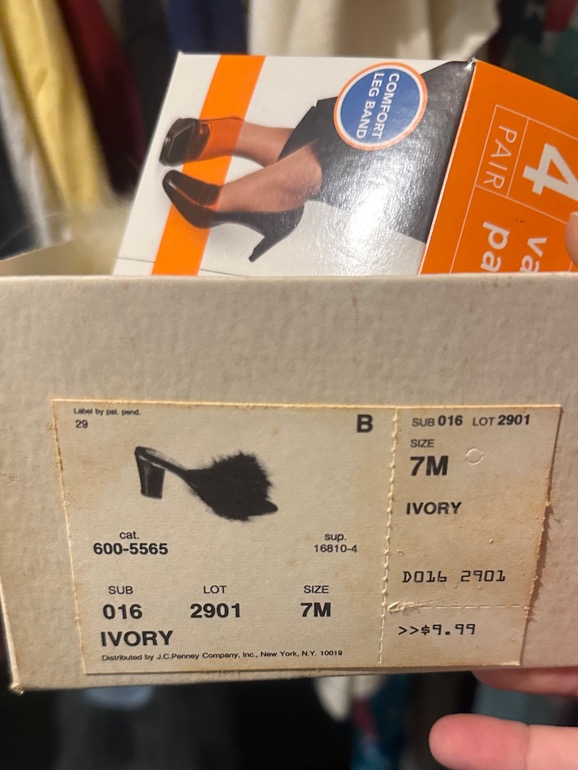 COMFORT
LEG BAND
4
PAIR
va
pa
Label by pat. pend.
29
B
cat.
600-5565
sup.
16810-4
SUB LOT SIZE
016 2901 7M
IVORY
Distributed by J.C.Penney Company, Inc., New York, N.Y. 10019
SUB 016 LOT 2901
SIZE
7M
IVORY
D016 2901
>>$9.99